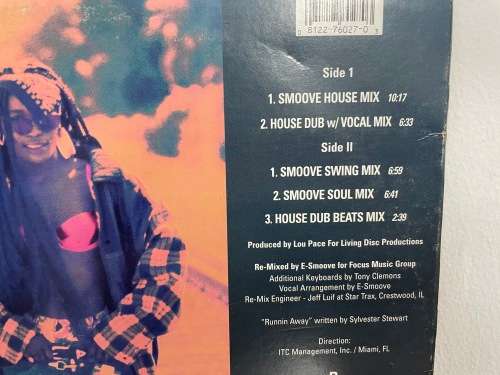 8122-76027-0
Side 1
1. SMOOVE HOUSE MIX 10:17
2. HOUSE DUB w/ VOCAL MIX 6:33
Side II
1. SMOOVE SWING MIX 6:59
2. SMOOVE SOUL MIX 6:41
3. HOUSE DUB BEATS MIX 2:39
Produced by Lou Pace For Living Disc Productions
Re-Mixed by E-Smoove for Focus Music Group
Additional Keyboards by Tony Clemons
Vocal Arrangement by E-Smoove
Re-Mix Engineer - Jeff Luif at Star Trax, Crestwood, IL
"Runnin Away" written by Sylvester Stewart
Direction:
ITC Management, Inc. / Miami, FL